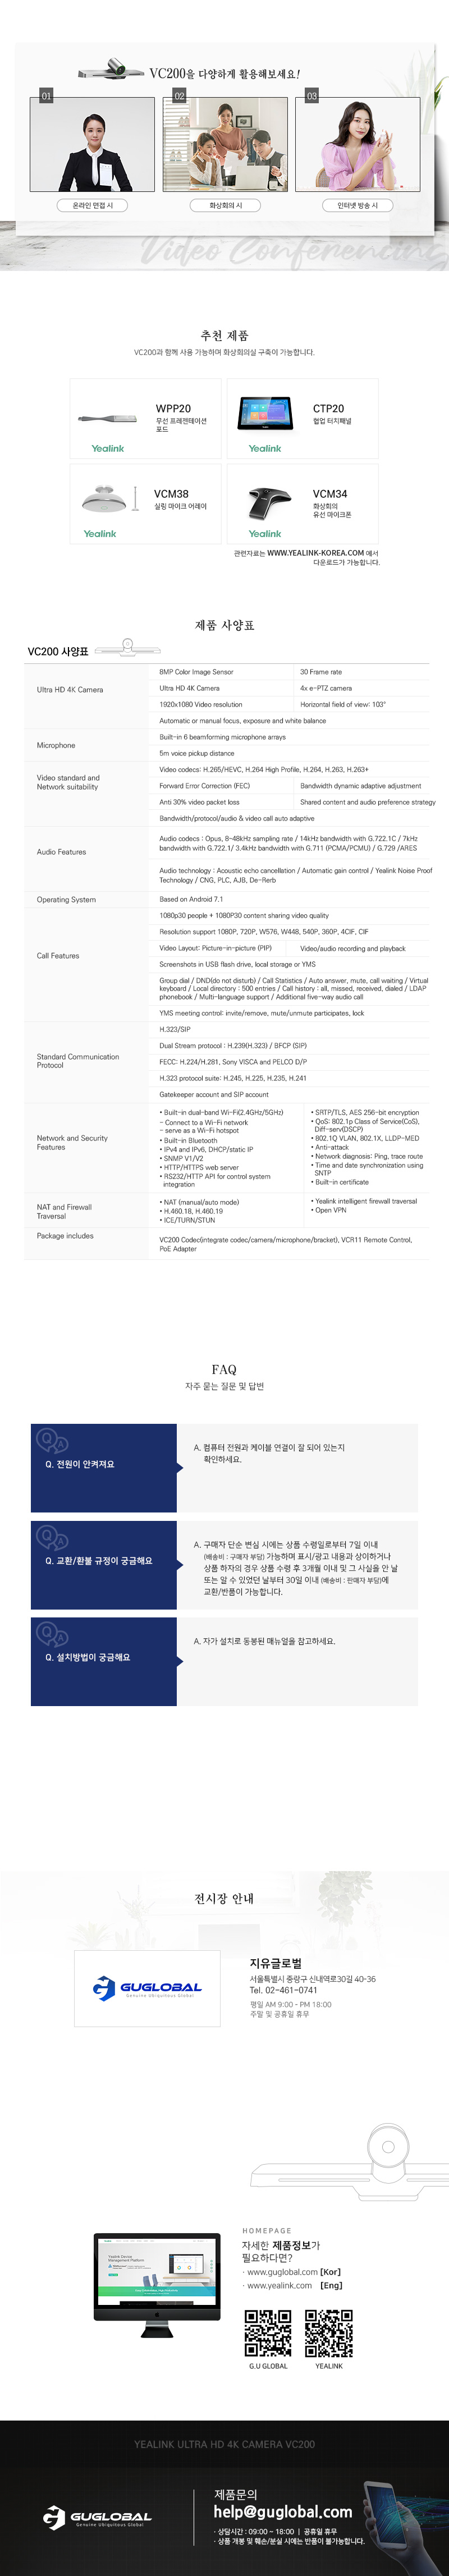 VC200을 다양하게 활용해보세요!
01
02
03
온라인 면접 시
화상회의 시
인터넷 방송 시
Video Conferencing
추천 제품
VC200과 함께 사용 가능하며 화상회의실 구축이 가능합니다.
WPP20
무선 프레젠테이션
포드
Yealink
CTP20
협업 터치패널
Yealink
VCM38
실링 마이크 어레이
Yealink
VCM34
화상회의
유선 마이크폰
Yealink
관련자료는 WWW.YEALINK-KOREA.COM 에서
다운로드가 가능합니다.
제품 사양표
VC200 사양표
Ultra HD 4K Camera
8MP Color Image Sensor
30 Frame rate
Ultra HD 4K Camera
4x e-PTZ camera
1920x1080 Video resolution
Horizontal field of view: 103°
Automatic or manual focus, exposure and white balance
Microphone
Built-in 6 beamforming microphone arrays
5m voice pickup distance
Video standard and
Network suitability
Video codecs: H.265/HEVC, H.264 High Profile, H.264, H.263, H.263+
Forward Error Correction (FEC)
Bandwidth dynamic adaptive adjustment
Anti 30% video packet loss
Shared content and audio preference strategy
Bandwidth/protocol/audio & video call auto adaptive
Audio Features
Audio codecs : Opus, 8~48kHz sampling rate / 14kHz bandwidth with G.722.1C / 7kHz
bandwidth with G.722.1/ 3.4kHz bandwidth with G.711 (PCMA/PCMU) / G.729 /ARES
Audio technology : Acoustic echo cancellation / Automatic gain control / Yealink Noise Proof
Technology / CNG, PLC, AJB, De-Rerb
Operating System
Based on Android 7.1
Call Features
1080p30 people + 1080P30 content sharing video quality
Resolution support 1080P, 720P, W576, W448, 540P, 360P, 4CIF, CIF
Video Layout: Picture-in-picture (PIP)
Video/audio recording and playback
Screenshots in USB flash drive, local storage or YMS
Group dial / DND(do not disturb) / Call Statistics / Auto answer, mute, call waiting / Virtual
keyboard / Local directory : 500 entries / Call history : all, missed, received, dialed / LDAP
phonebook / Multi-language support / Additional five-way audio call
YMS meeting control: invite/remove, mute/unmute participates, lock
Standard Communication
Protocol
H.323/SIP
Dual Stream protocol : H.239(H.323) / BFCP (SIP)
FECC: H.224/H.281, Sony VISCA and PELCO D/P
H.323 protocol suite: H.245, H.225, H.235, H.241
Gatekeeper account and SIP account
Network and Security
Features
• Built-in dual-band Wi-Fi(2.4GHz/5GHz)
- Connect to a Wi-Fi network
- serve as a Wi-Fi hotspot
• Built-in Bluetooth
• IPv4 and IPv6, DHCP/static IP
• SNMP V1/V2
• HTTP/HTTPS web server
• RS232/HTTP API for control system
integration
• SRTP/TLS, AES 256-bit encryption
• QoS: 802.1p Class of Service(CoS),
Diff-serv(DSCP)
• 802.1Q VLAN, 802.1X, LLDP-MED
• Anti-attack
• Network diagnosis: Ping, trace route
• Time and date synchronization using
SNTP
• Built-in certificate
NAT and Firewall
Traversal
• NAT (manual/auto mode)
• H.460.18, H.460.19
• ICE/TURN/STUN
• Yealink intelligent firewall traversal
• Open VPN
Package includes
VC200 Codec(integrate codec/camera/microphone/bracket), VCR11 Remote Control,
PoE Adapter
FAQ
자주 묻는 질문 및 답변
Q A
Q. 전원이 안켜져요
A. 컴퓨터 전원과 케이블 연결이 잘 되어 있는지
확인하세요.
Q A
Q. 교환/환불 규정이 궁금해요
A. 구매자 단순 변심 시에는 상품 수령일로부터 7일 이내
(배송비 : 구매자 부담) 가능하며 표시/광고 내용과 상이하거나
상품 하자의 경우 상품 수령 후 3개월 이내 및 그 사실을 안 날
또는 알 수 있었던 날부터 30일 이내 (배송비 : 판매자 부담)에
교환/반품이 가능합니다.
Q A
Q. 설치방법이 궁금해요
A. 자가 설치로 동봉된 매뉴얼을 참고하세요.
전시장 안내
GUGLOBAL
Genuine Ubiquitous Global
지유글로벌
서울특별시 중랑구 신내역로30길 40-36
Tel. 02-461-0741
평일 AM 9:00 - PM 18:00
주말 및 공휴일 휴무
HOMEPAGE
자세한 제품정보가
필요하다면?
· www.guglobal.com [Kor]
· www.yealink.com [Eng]
Yealink Device
Management Platform
G.U GLOBAL
YEALINK
YEALINK ULTRA HD 4K CAMERA VC200
GUGLOBAL
Genuine Ubiquitous Global
제품문의
help@guglobal.com
· 상담시간 : 09:00 ~ 18:00 | 공휴일 휴무
· 상품 개봉 및 훼손/분실 시에는 반품이 불가능합니다.